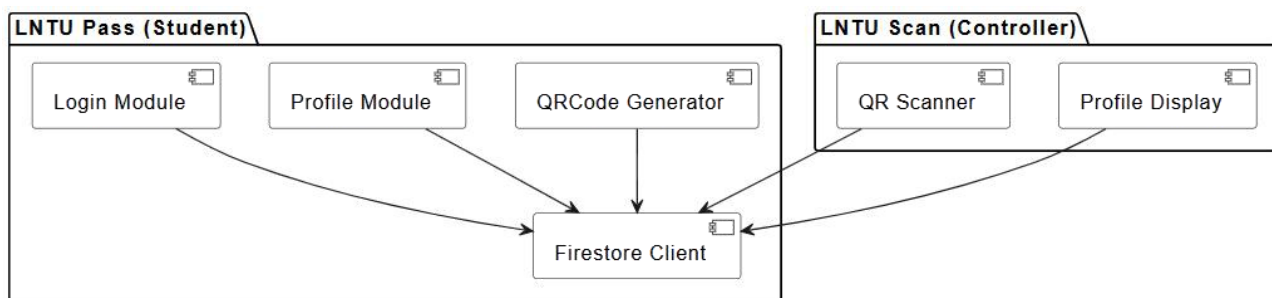 LNTU Pass (Student)
LNTU Scan (Controller)
Login Module
Profile Module
QRCode Generator
QR Scanner
Profile Display
Firestore Client